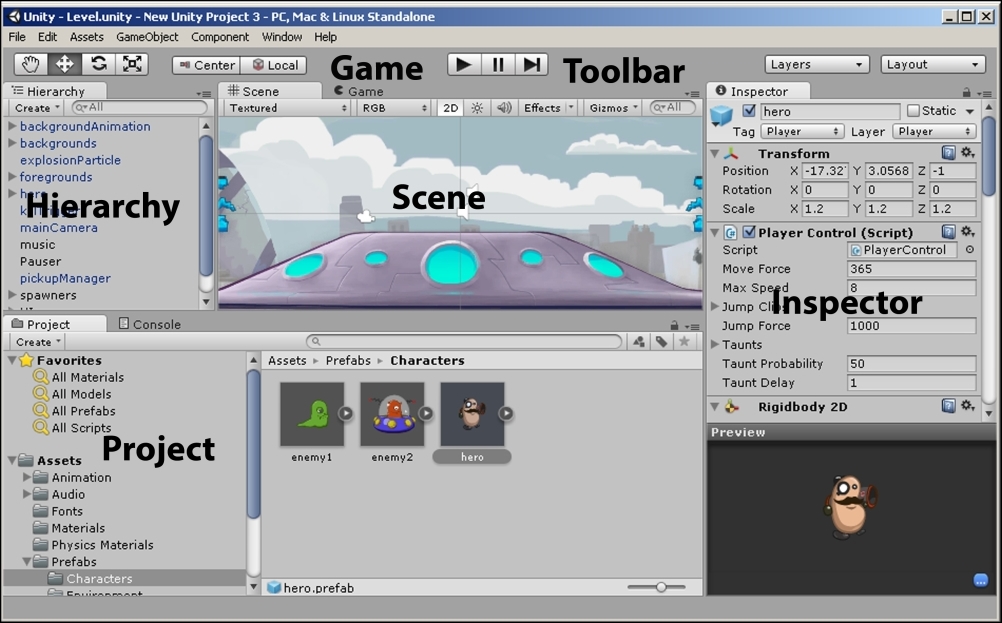 Unity - Level.unity - New Unity Project 3 - PC, Mac & Linux Standalone
File Edit Assets GameObject Component Window Help
Center Local Game Toolbar Layers Layout
Hierarchy
Create All
backgroundAnimation
backgrounds
explosionParticle
foregrounds
Hierarchy
mainCamera
music
Pauser
pickupManager
spawners
Scene Game
Textured RGB 2D Effects Gizmos All
Scene
Inspector
hero Static
Tag Player Layer Player
Transform
Position X -17.32 Y 3.0568 Z -1
Rotation X 0 Y 0 Z 0
Scale X 1.2 Y 1.2 Z 1.2
Player Control (Script)
Script PlayerControl
Move Force 365
Max Speed 8
Jump Clips
Inspector
Jump Force 1000
Taunts
Taunt Probability 50
Taunt Delay 1
Rigidbody 2D
Preview
Project Console
Create
Favorites
All Materials
All Models
All Prefabs
All Scripts
Project
Assets
Animation
Audio
Fonts
Materials
Physics Materials
Prefabs
Characters
Environment
Assets Prefabs Characters
enemy1 enemy2 hero
hero.prefab